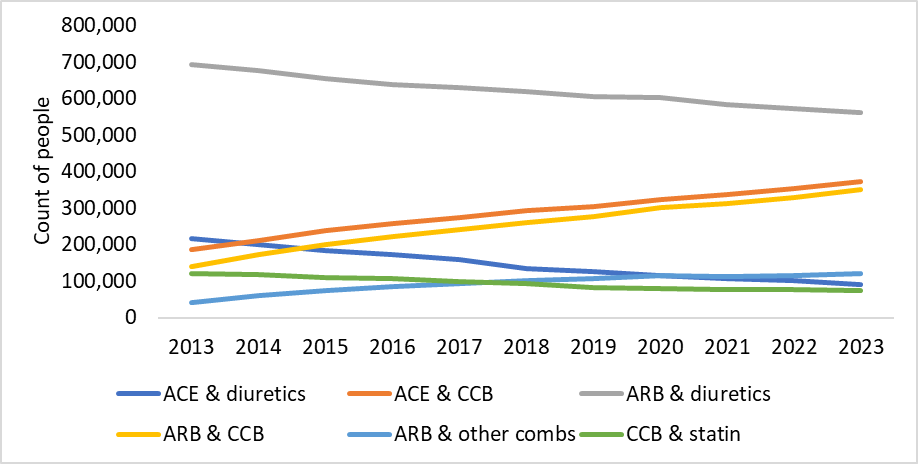 800,000
700,000
600,000
500,000
400,000
300,000
200,000
100,000
0
Count of people
2013 2014 2015 2016 2017 2018 2019 2020 2021 2022 2023
ACE & diuretics ACE & CCB ARB & diuretics
ARB & CCB ARB & other combs CCB & statin